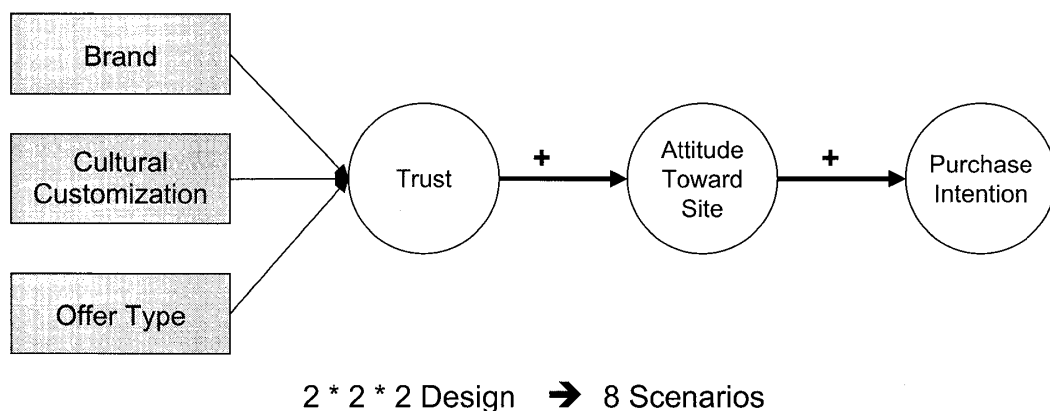 Brand
Cultural
Customization
Offer Type
Trust
+
Attitude
Toward
Site
+
Purchase
Intention
2 * 2 * 2 Design ➔ 8 Scenarios